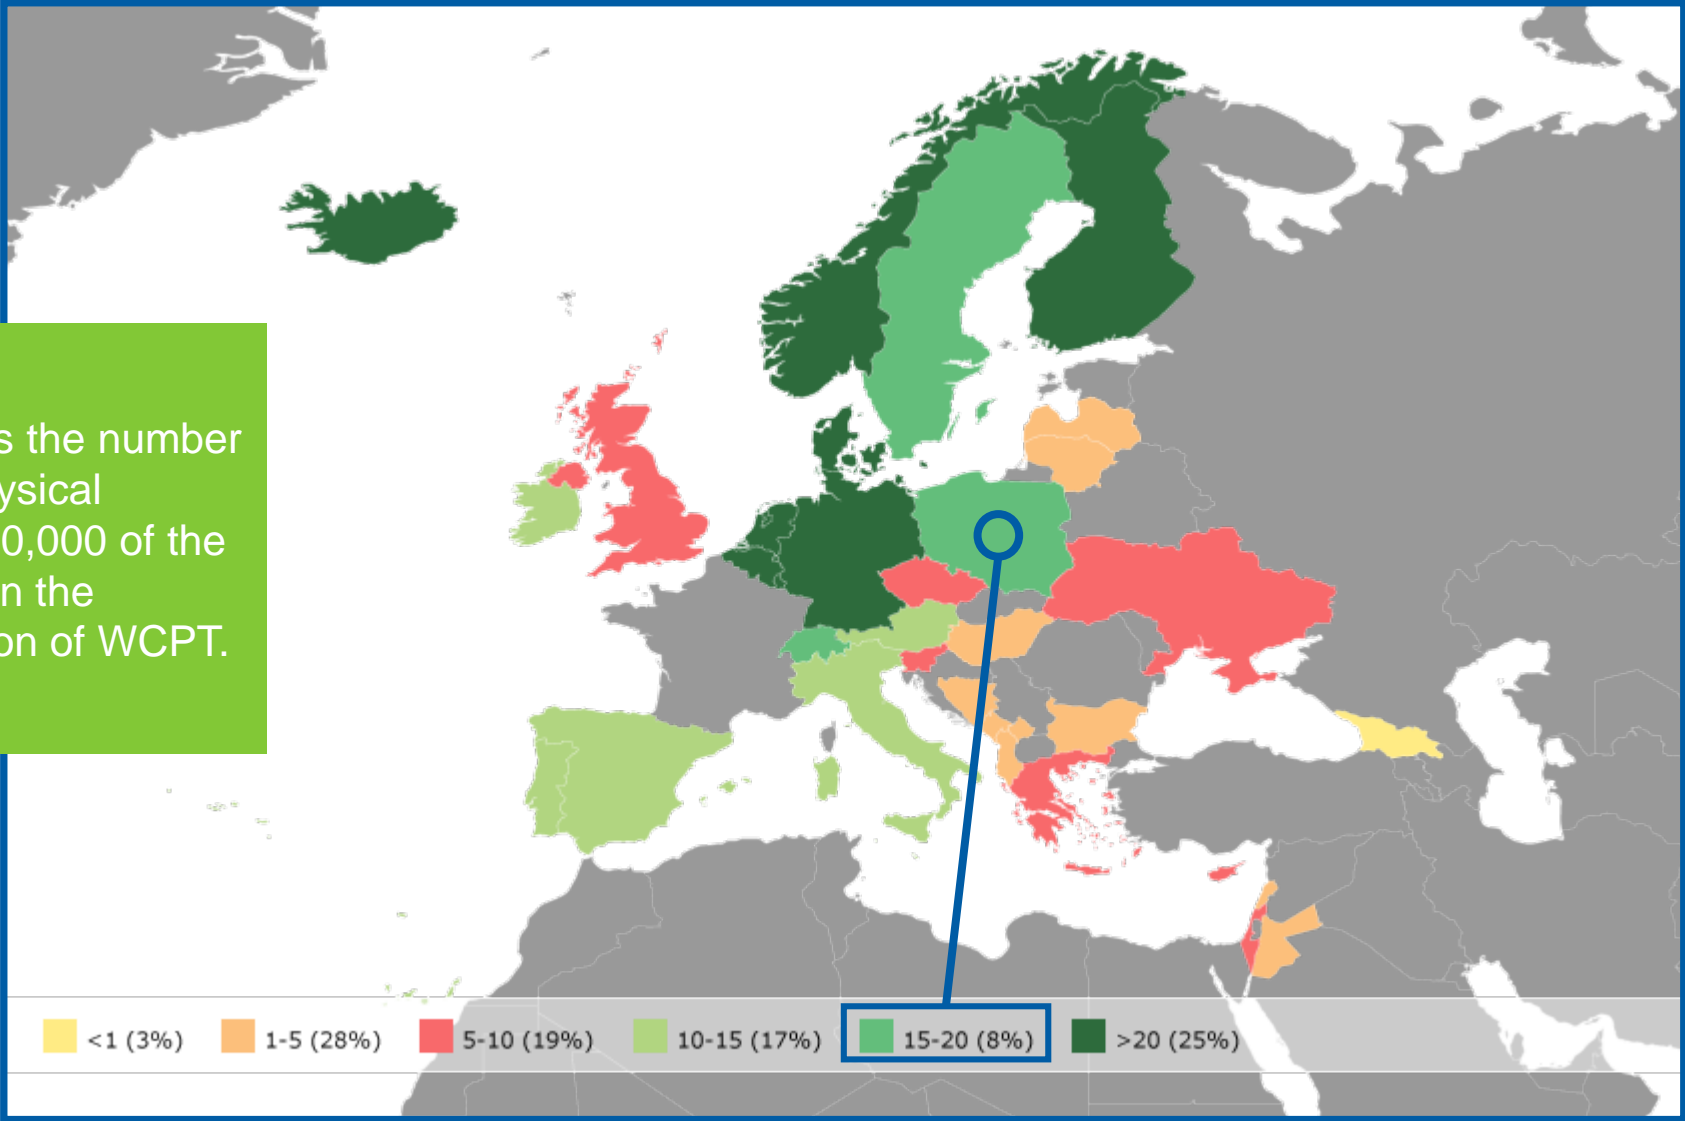 s the number
ysical
0,000 of the
n the
on of WCPT.
<1 (3%) 1-5 (28%) 5-10 (19%) 10-15 (17%) 15-20 (8%) >20 (25%)